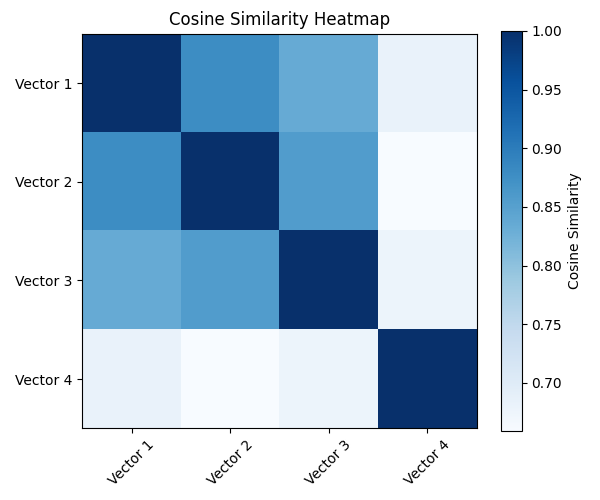 Cosine Similarity Heatmap
Vector 1
Vector 2
Vector 3
Vector 4
Vector 1
Vector 2
Vector 3
Vector 4
1.00
0.95
0.90
0.85
0.80
0.75
0.70
Cosine Similarity